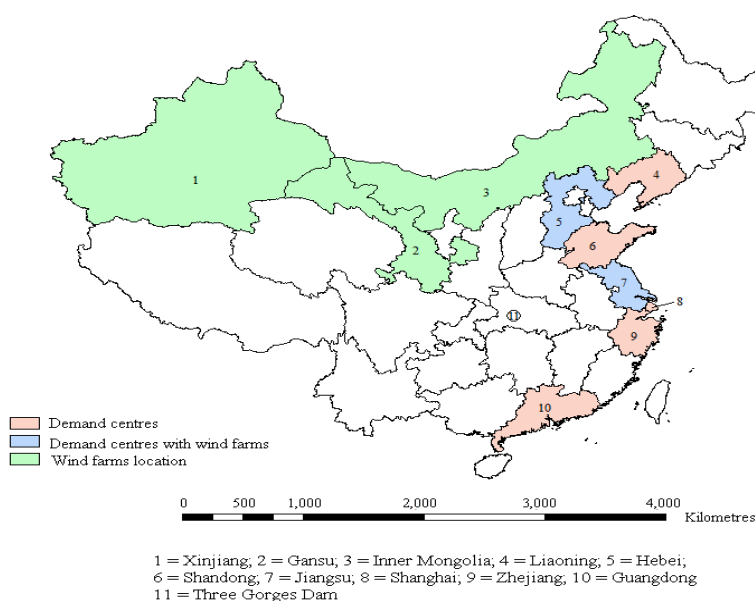 1
2
3
4
5
6
7
8
9
10
11
Demand centres
Demand centres with wind farms
Wind farms location
0 500 1,000 2,000 3,000 4,000
Kilometres
1 = Xinjiang; 2 = Gansu; 3 = Inner Mongolia; 4 = Liaoning; 5 = Hebei;
6 = Shandong; 7 = Jiangsu; 8 = Shanghai; 9 = Zhejiang; 10 = Guangdong
11 = Three Gorges Dam